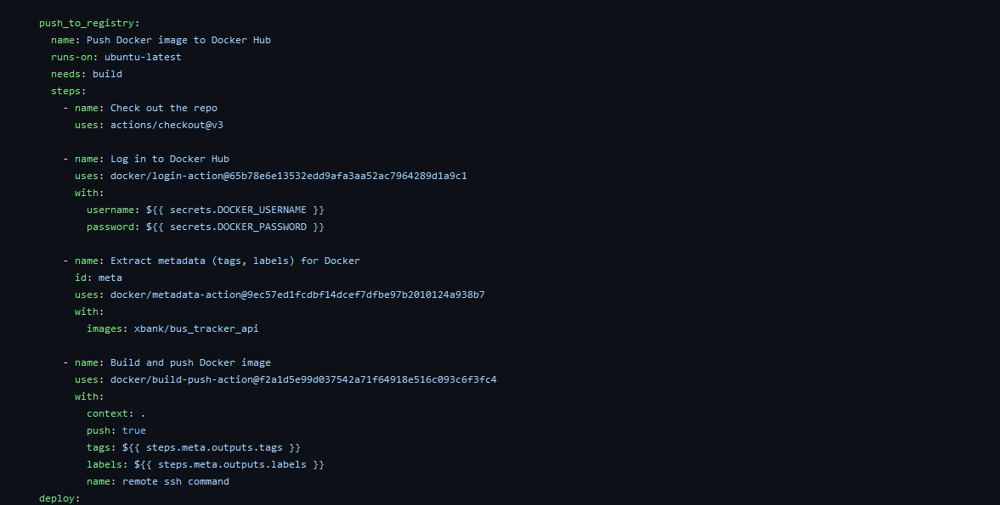 push_to_registry:
name: Push Docker image to Docker Hub
runs-on: ubuntu-latest
needs: build
steps:
- name: Check out the repo
uses: actions/checkout@v3
- name: Log in to Docker Hub
uses: docker/login-action@65b78e6e13532edd9afa3aa52ac7964289d1a9c1
with:
username: ${{ secrets.DOCKER_USERNAME }}
password: ${{ secrets.DOCKER_PASSWORD }}
- name: Extract metadata (tags, labels) for Docker
id: meta
uses: docker/metadata-action@9ec57ed1fcdbf14dcef7dfbe97b2010124a938b7
with:
images: xbank/bus_tracker_api
- name: Build and push Docker image
uses: docker/build-push-action@f2a1d5e99d037542a71f64918e516c093c6f3fc4
with:
context: .
push: true
tags: ${{ steps.meta.outputs.tags }}
labels: ${{ steps.meta.outputs.labels }}
name: remote ssh command
deploy: